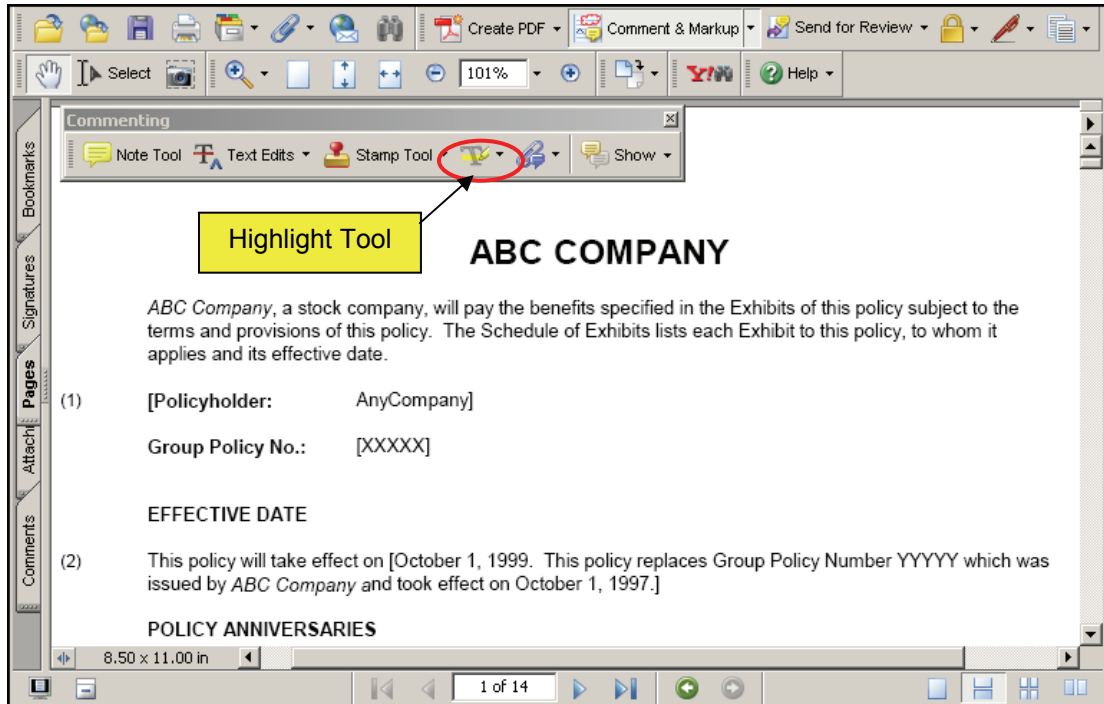 Create PDF Comment & Markup Send for Review
Select 101% Y! Help
Commenting
Note Tool Text Edits Stamp Tool Show
Highlight Tool
Bookmarks
Signatures
Pages
Attachm
Comments
ABC COMPANY
ABC Company, a stock company, will pay the benefits specified in the Exhibits of this policy subject to the
terms and provisions of this policy. The Schedule of Exhibits lists each Exhibit to this policy, to whom it
applies and its effective date.
(1) [Policyholder: AnyCompany]
Group Policy No.: [XXXXX]
EFFECTIVE DATE
(2) This policy will take effect on [October 1, 1999. This policy replaces Group Policy Number YYYYY which was
issued by ABC Company and took effect on October 1, 1997.]
POLICY ANNIVERSARIES
8.50 x 11.00 in
1 of 14